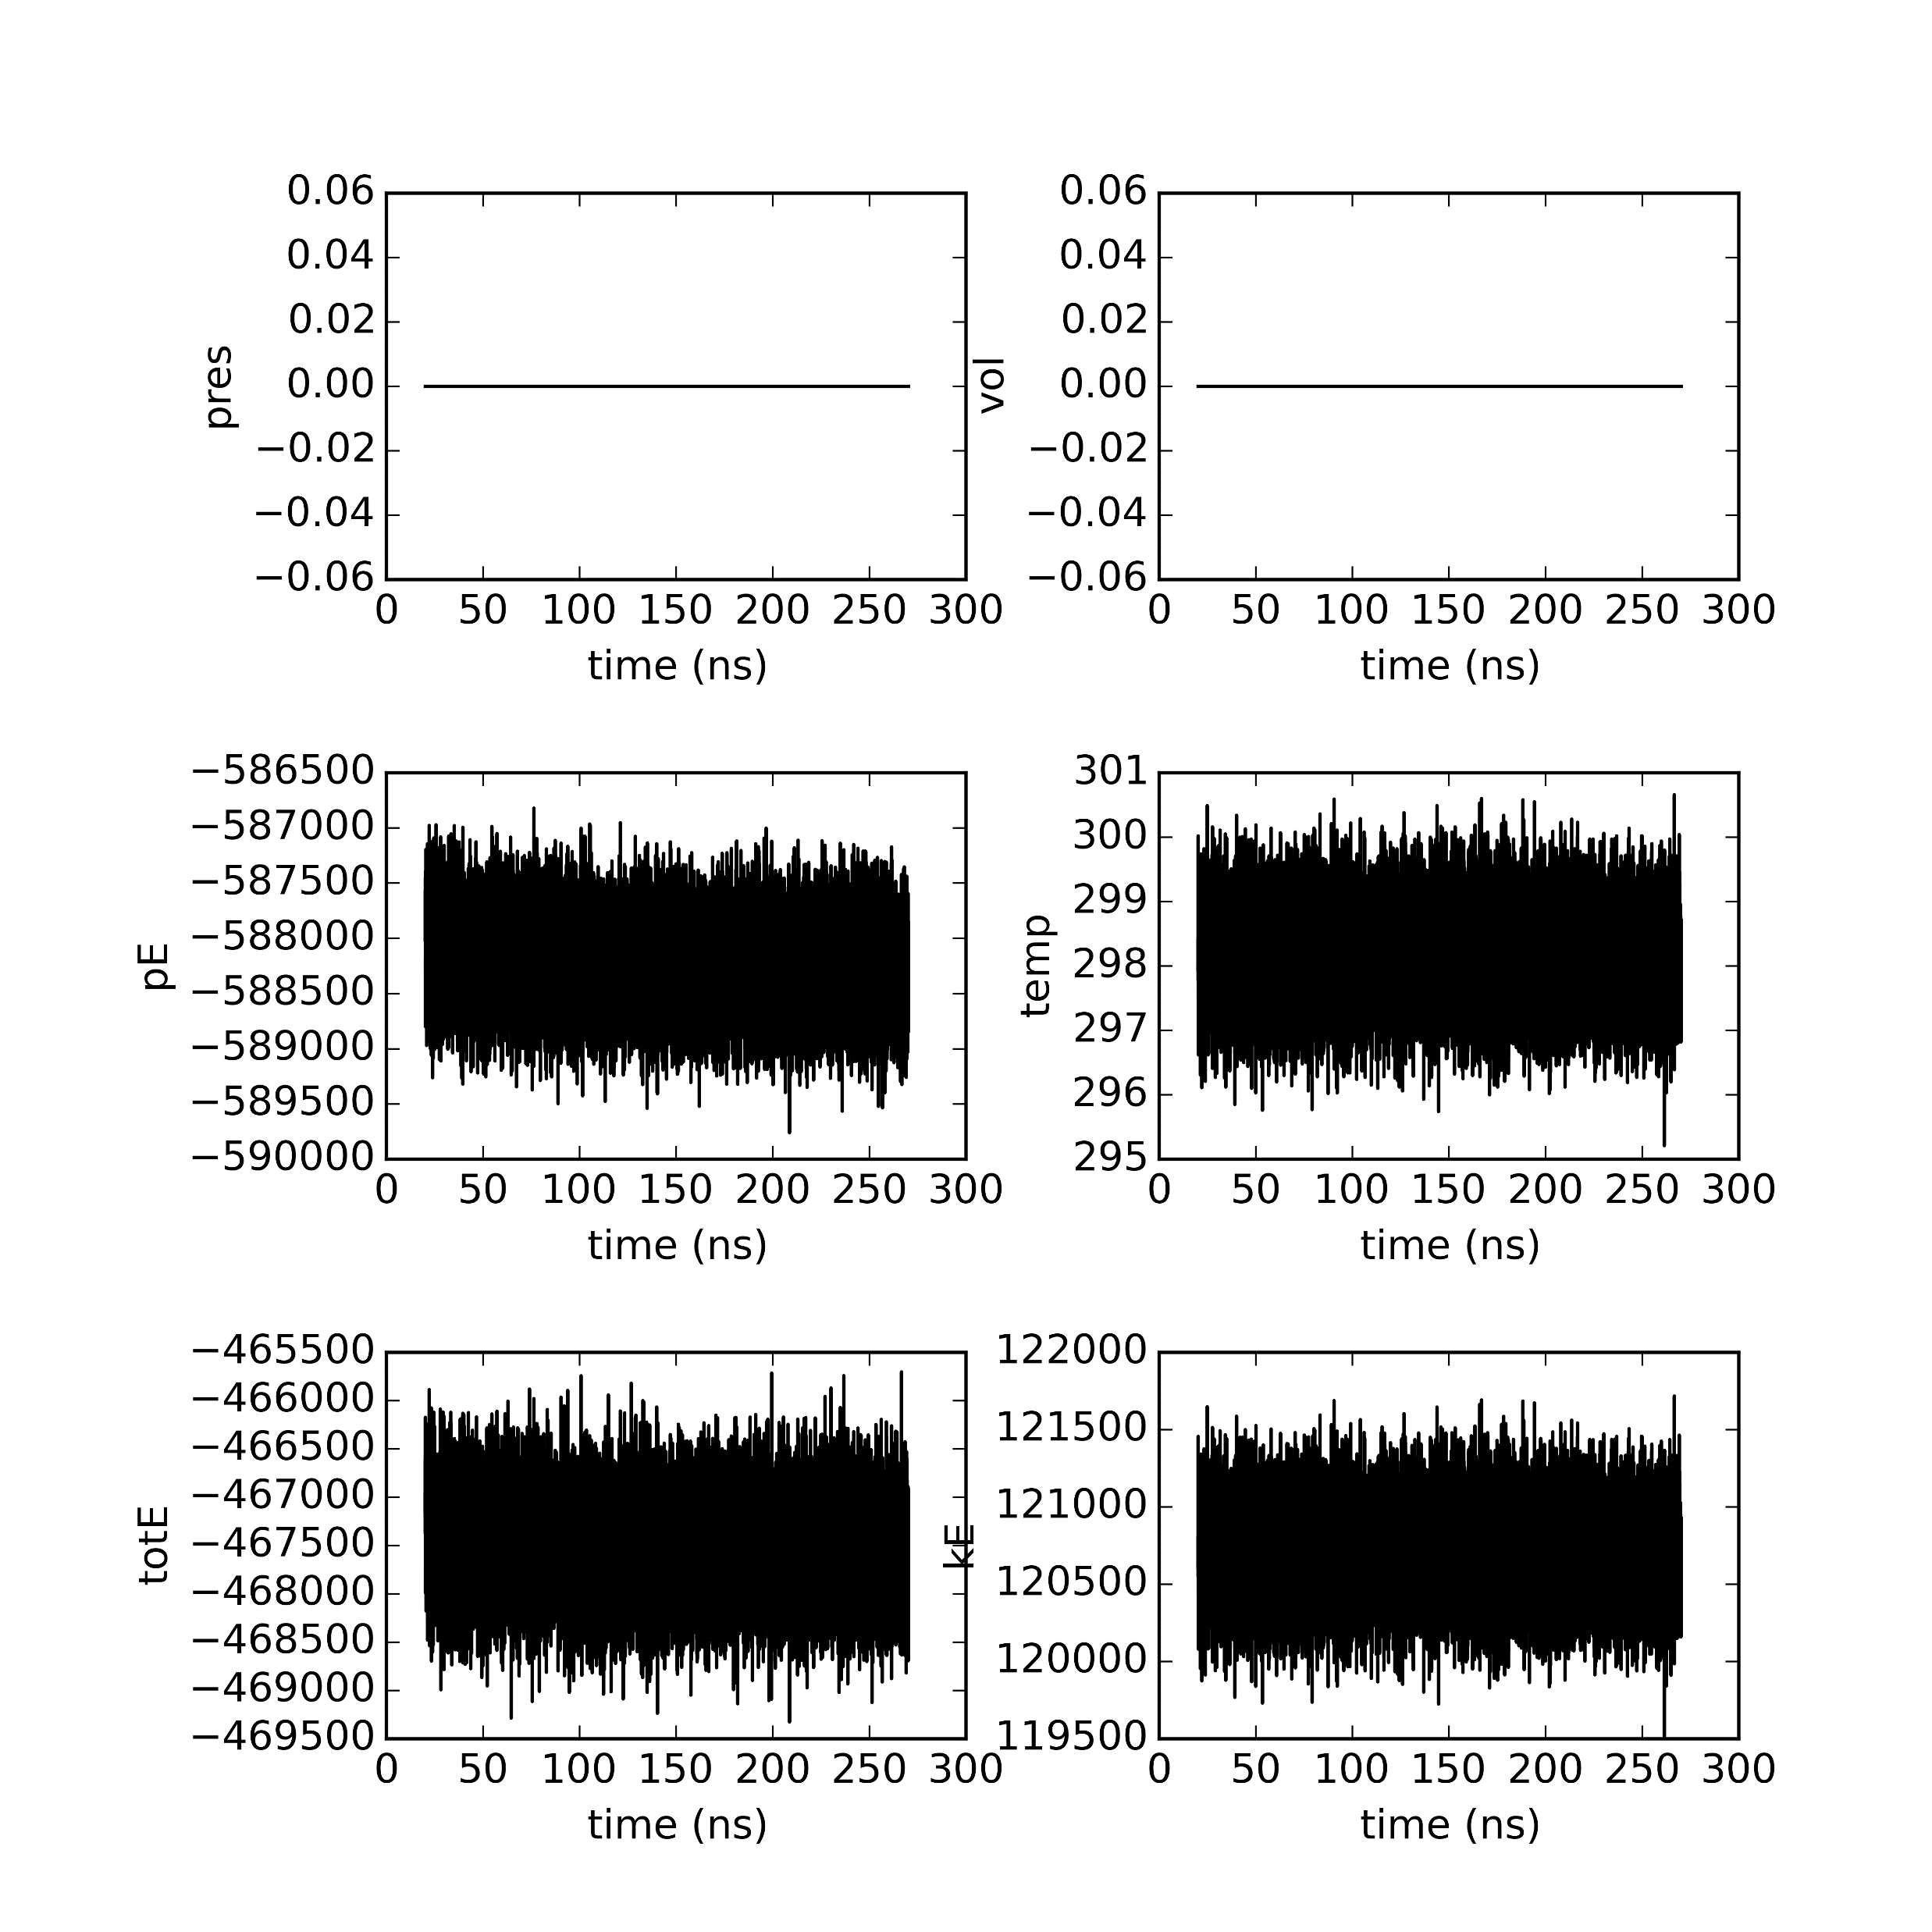 pres
0.06
0.04
0.02
0.00
−0.02
−0.04
−0.06
0 50 100 150 200 250 300
time (ns)
vol
0.06
0.04
0.02
0.00
−0.02
−0.04
−0.06
0 50 100 150 200 250 300
time (ns)
pE
−586500
−587000
−587500
−588000
−588500
−589000
−589500
−590000
0 50 100 150 200 250 300
time (ns)
temp
301
300
299
298
297
296
295
0 50 100 150 200 250 300
time (ns)
totE
−465500
−466000
−466500
−467000
−467500
−468000
−468500
−469000
−469500
0 50 100 150 200 250 300
time (ns)
kE
122000
121500
121000
120500
120000
119500
0 50 100 150 200 250 300
time (ns)